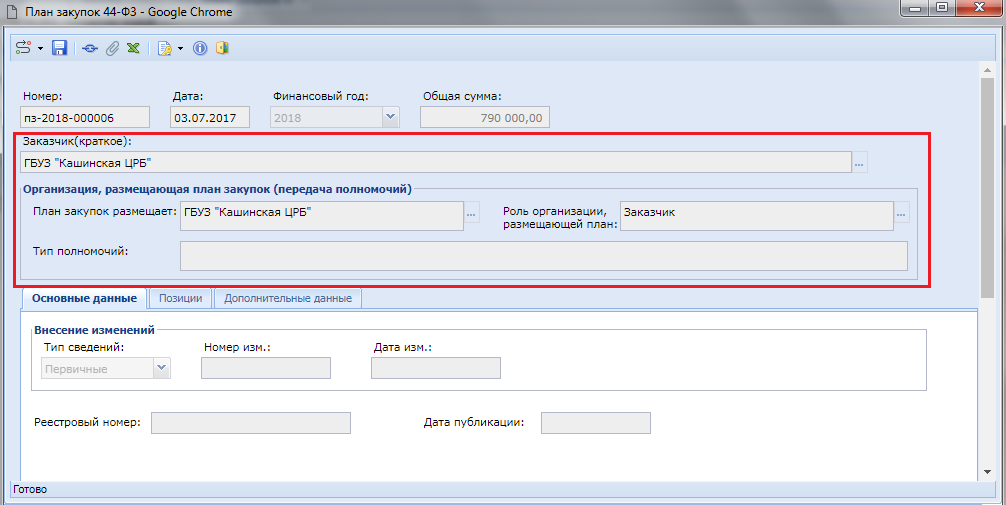 План закупок 44-ФЗ - Google Chrome
Номер: Дата: Финансовый год: Общая сумма:
пз-2018-000006 03.07.2017 2018 790 000,00
Заказчик(краткое):
ГБУЗ "Кашинская ЦРБ" ...
Организация, размещающая план закупок (передача полномочий)
План закупок размещает: ГБУЗ "Кашинская ЦРБ" ... Роль организации, размещающей план: Заказчик ...
Тип полномочий:
Основные данные Позиции Дополнительные данные
Внесение изменений
Тип сведений: Номер изм.: Дата изм.:
Первичные
Реестровый номер: Дата публикации:
Готово